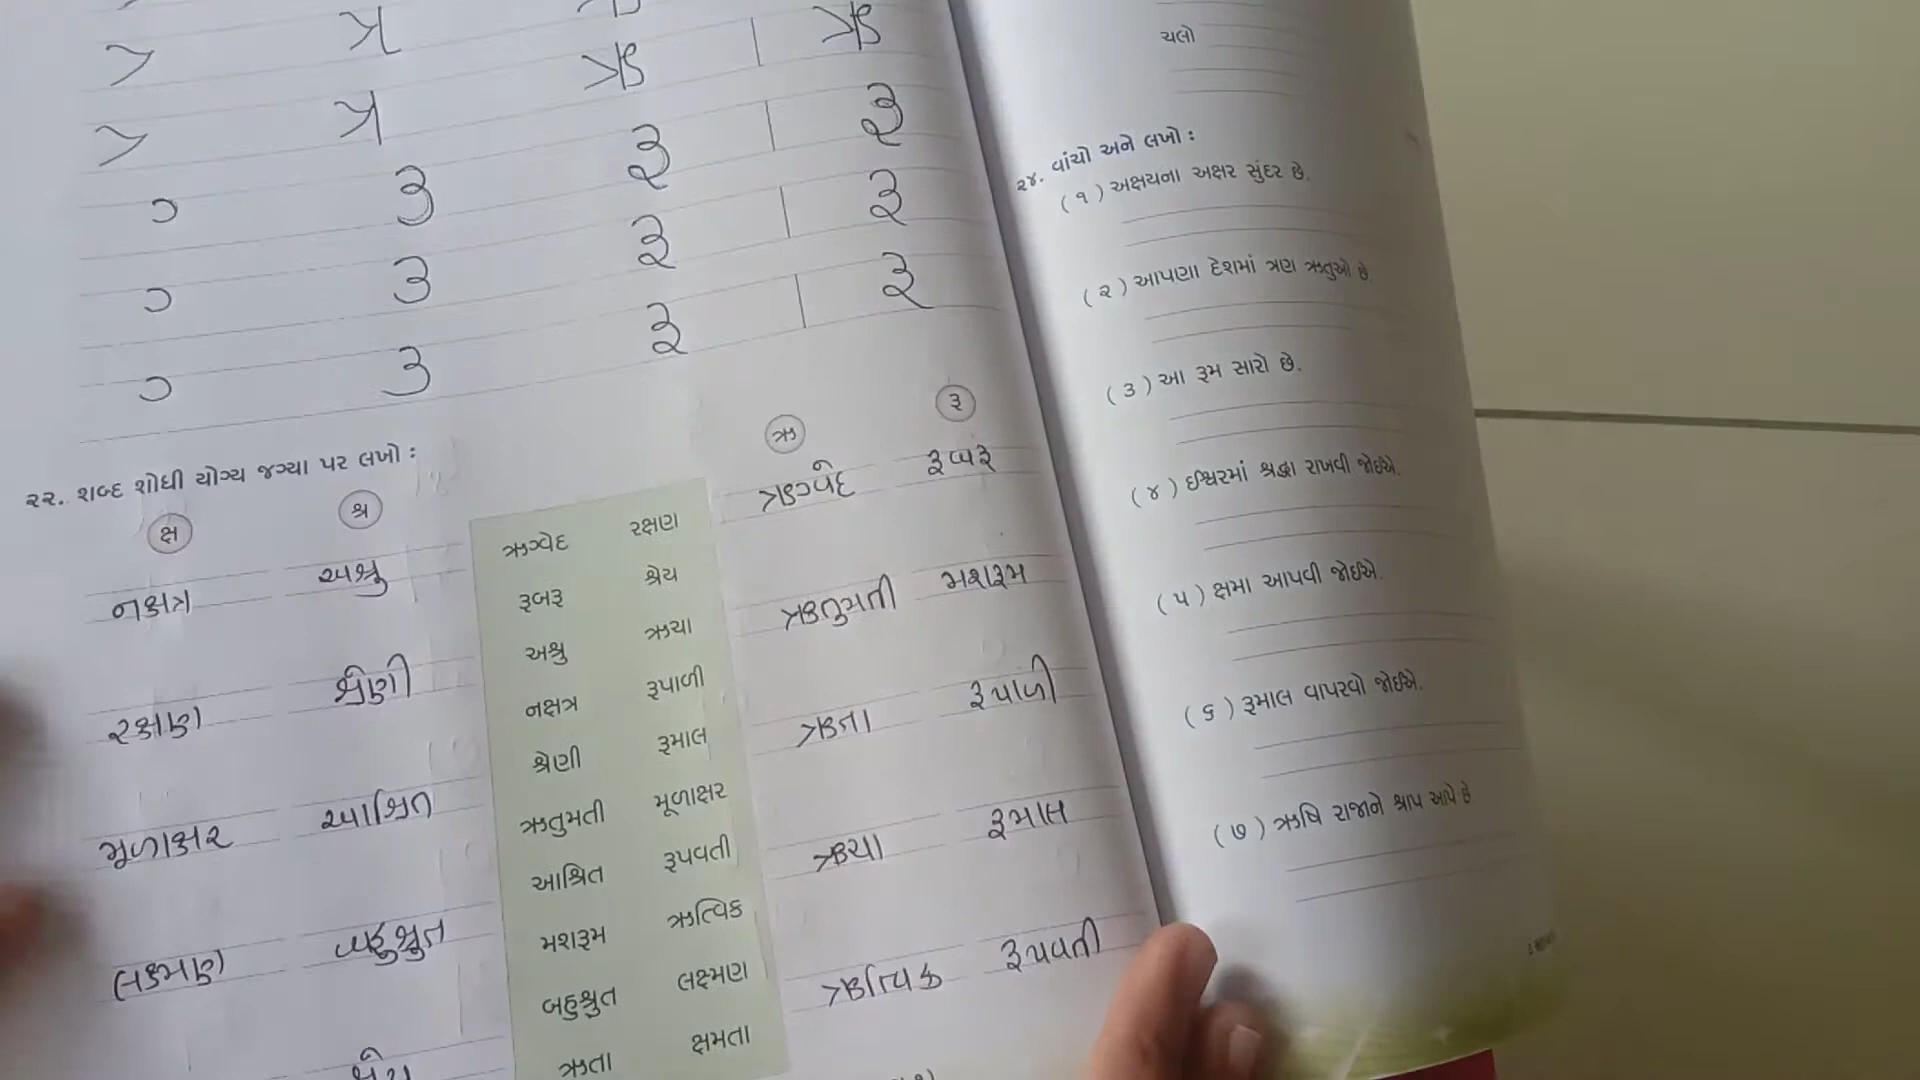 ઋ
ઋ
રૂ
રૂ
રૂ
૨૨. શબ્દ શોધી યોગ્ય જગ્યા પર લખો :
ક્ષ શ્ર ઋ રૂ
નક્ષત્ર અશ્રુ
રક્ષણ શ્રેણી
મૂળાક્ષર આશ્રિત
લક્ષ્મણ બહુશ્રુત
શ્રેય
ઋગ્વેદ રક્ષણ
રૂબરૂ શ્રેય
અશ્રુ ઋચા
નક્ષત્ર રૂપાળી
શ્રેણી રૂમાલ
ઋતુમતી મૂળાક્ષર
આશ્રિત રૂપવતી
મશરૂમ ઋત્વિક
બહુશ્રુત લક્ષ્મણ
ઋતા ક્ષમતા
ઋગ્વેદ રૂબરૂ
ઋતુમતી મશરૂમ
ઋતા રૂપાળી
ઋચા રૂમાલ
ઋત્વિક રૂપવતી
ચલો
૨૪. વાંચો અને લખો :
( ૧ ) અક્ષયના અક્ષર સુંદર છે.
( ૨ ) આપણા દેશમાં ત્રણ ઋતુઓ છે.
( ૩ ) આ રૂમ સારો છે.
( ૪ ) ઈશ્વરમાં શ્રદ્ધા રાખવી જોઈએ.
( ૫ ) ક્ષમા આપવી જોઈએ.
( ૬ ) રૂમાલ વાપરવો જોઈએ.
( ૭ ) ઋષિ રાજાને શ્રાપ આપે છે